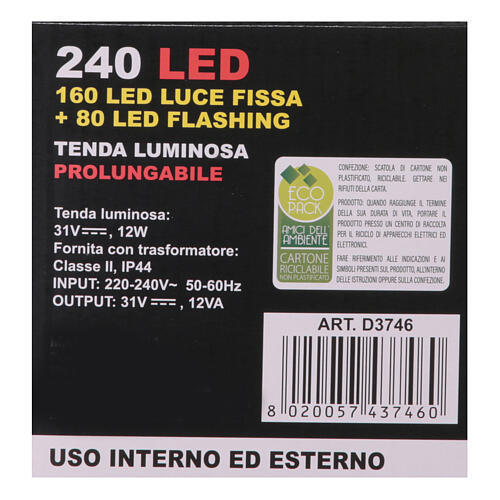 240 LED
160 LED LUCE FISSA
+ 80 LED FLASHING
TENDA LUMINOSA
PROLUNGABILE
Tenda luminosa:
31V⎓, 12W
Fornita con trasformatore:
Classe II, IP44
INPUT: 220-240V~ 50-60Hz
OUTPUT: 31V ⎓, 12VA
ECO
PACK
AMICI DELL'
AMBIENTE
CARTONE
RICICLABILE
NON PLASTIFICATO
CONFEZIONE: SCATOLA DI CARTONE NON
PLASTIFICATO, RICICLABILE. GETTARE NEI
RIFIUTI DELLA CARTA.
PRODOTTO: QUANDO RAGGIUNGE IL TERMINE
DELLA SUA DURATA DI VITA, PORTARE IL
PRODOTTO PRESSO UN CENTRO DI RACCOLTA
PER IL RICICLO DI APPARECCHI ELETTRICI ED
ELETTRONICI.
FARE RIFERIMENTO ALLE INDICAZIONI E AI
SIMBOLI PRESENTI SUL PRODOTTO, ALL'INTERNO
DELLE ISTRUZIONI OPPURE SULLA CONFEZIONE.
ART. D3746
8 020057 437460
USO INTERNO ED ESTERNO